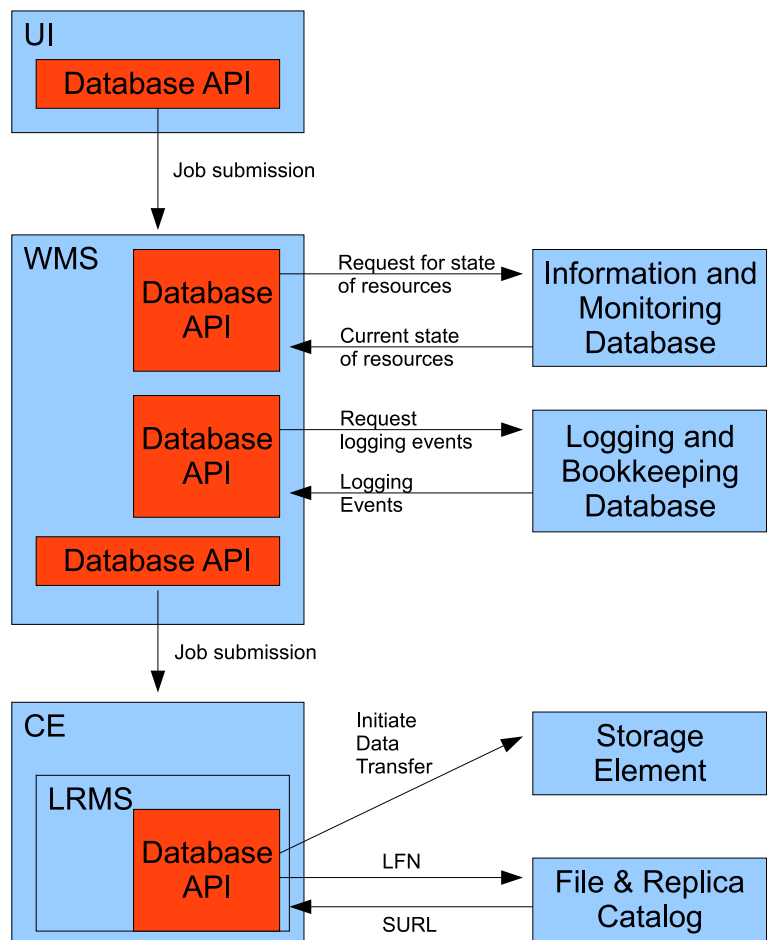 UI
Database API
Job submission
WMS
Database
API
Request for state
of resources
Current state
of resources
Information and
Monitoring
Database
Database
API
Request
logging events
Logging
Events
Logging and
Bookkeeping
Database
Database API
Job submission
CE
LRMS
Database
API
Initiate
Data
Transfer
Storage
Element
LFN
SURL
File & Replica
Catalog